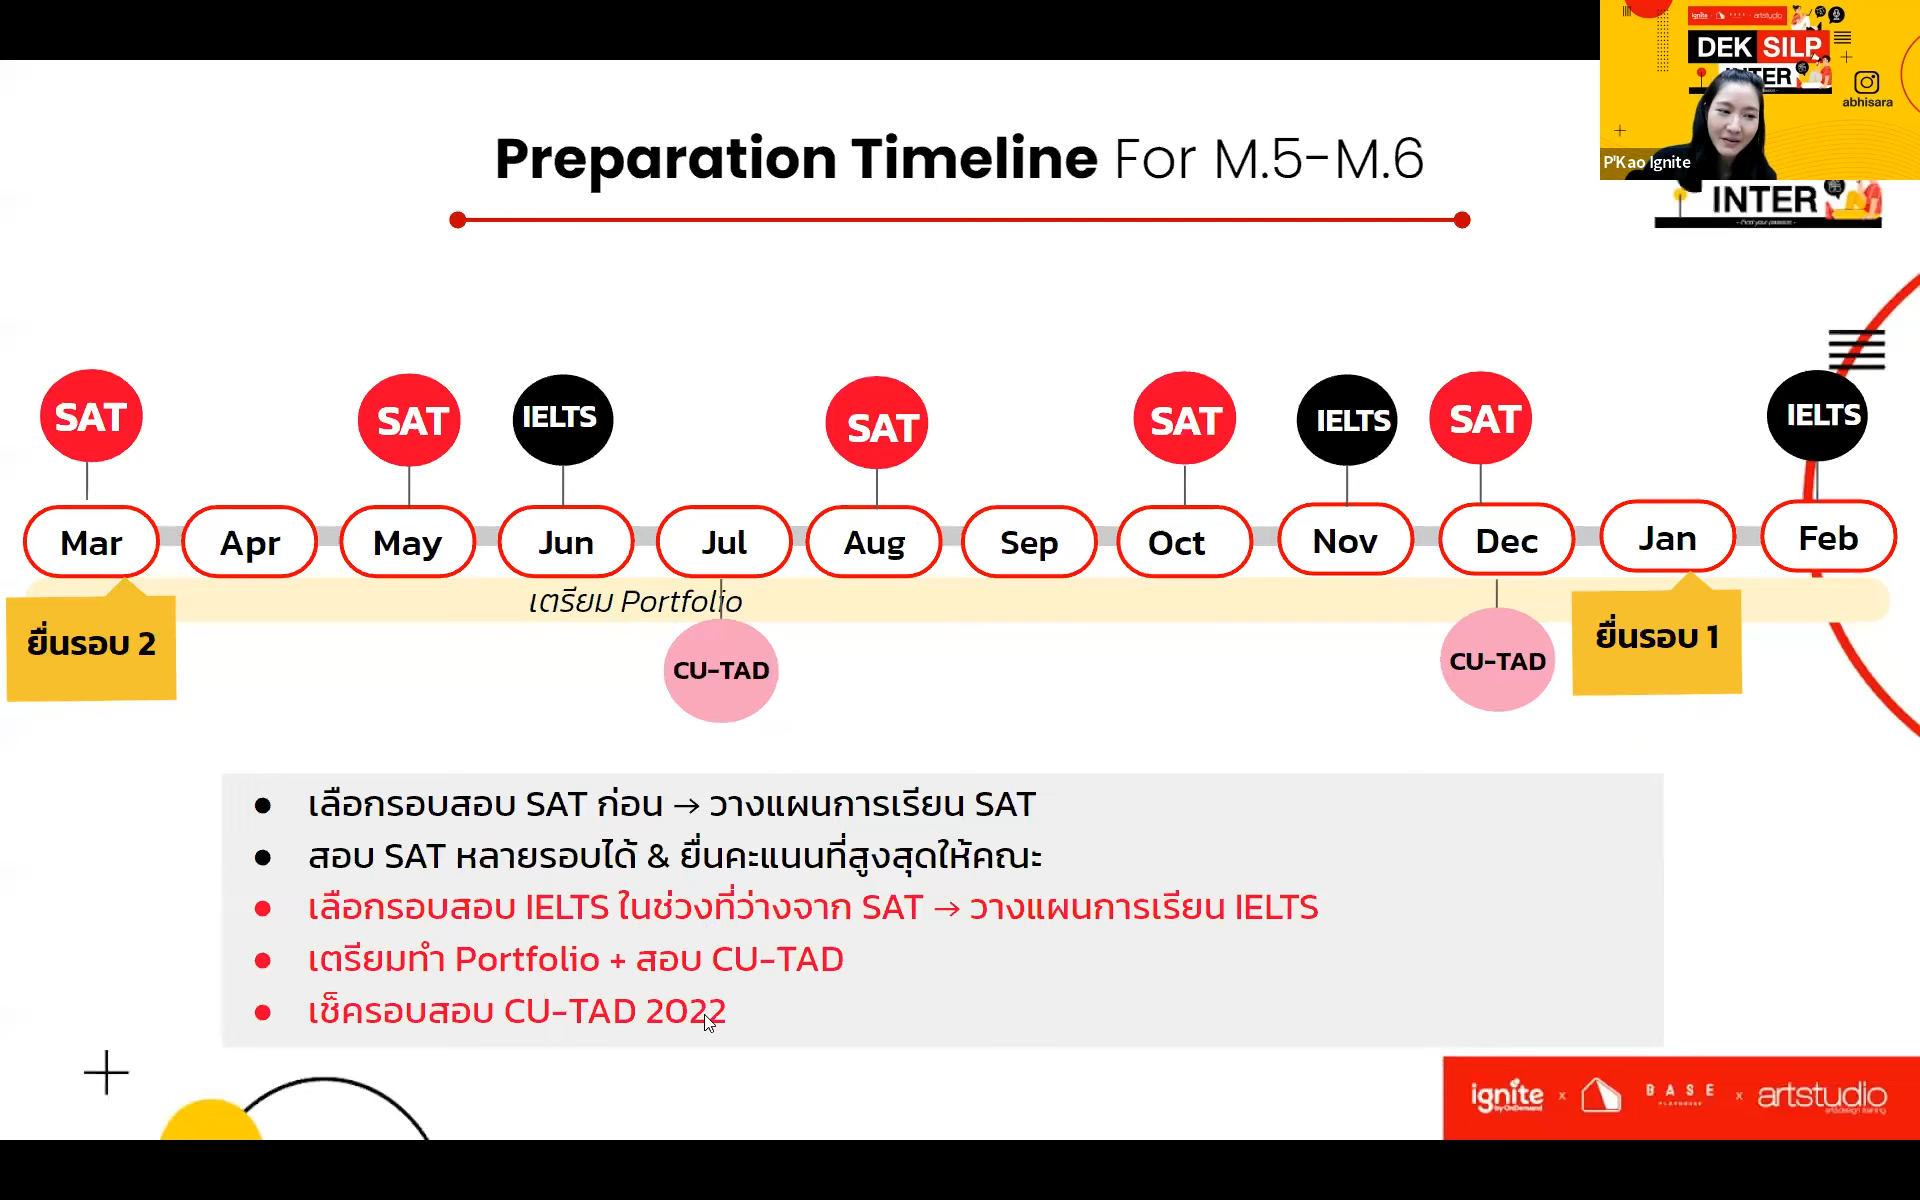 Preparation Timeline For M.5-M.6
DEK SILP
INTER
abhisara
P'Kao Ignite
INTER
SAT
SAT
IELTS
SAT
SAT
IELTS
SAT
IELTS
Mar
Apr
May
Jun
Jul
Aug
Sep
Oct
Nov
Dec
Jan
Feb
เตรียม Portfolio
ยื่นรอบ 2
ยื่นรอบ 1
CU-TAD
CU-TAD
● เลือกรอบสอบ SAT ก่อน → วางแผนการเรียน SAT
● สอบ SAT หลายรอบได้ & ยื่นคะแนนที่สูงสุดให้คณะ
● เลือกรอบสอบ IELTS ในช่วงที่ว่างจาก SAT → วางแผนการเรียน IELTS
● เตรียมทำ Portfolio + สอบ CU-TAD
● เช็ครอบสอบ CU-TAD 2022
ignite x BASE x artstudio
by OnDemand